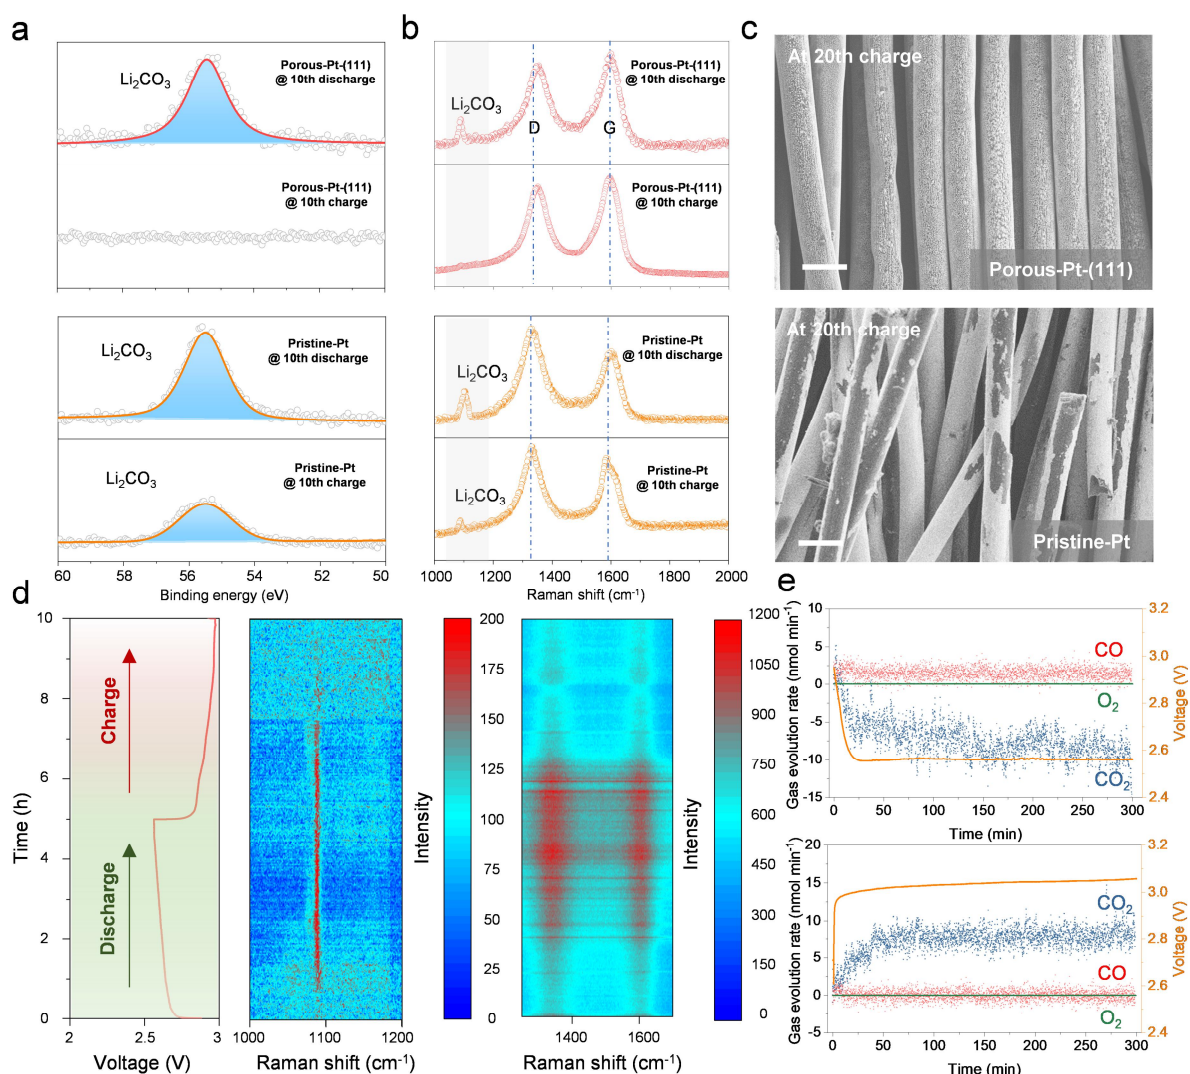 a
Li₂CO₃
Porous-Pt-(111)
@ 10th discharge
Porous-Pt-(111)
@ 10th charge
Li₂CO₃
Pristine-Pt
@ 10th discharge
Li₂CO₃
Pristine-Pt
@ 10th charge
60 58 56 54 52 50
Binding energy (eV)
b
Porous-Pt-(111)
@ 10th discharge
Li₂CO₃
D G
Porous-Pt-(111)
@ 10th charge
Pristine-Pt
@ 10th discharge
Li₂CO₃
Pristine-Pt
@ 10th charge
Li₂CO₃
1000 1200 1400 1600 1800 2000
Raman shift (cm⁻¹)
c
At 20th charge
Porous-Pt-(111)
At 20th charge
Pristine-Pt
d
10
8
6
4
2
0
Time (h)
Charge
Discharge
2 2.5 3
Voltage (V)
1000 1100 1200
Raman shift (cm⁻¹)
200
175
150
125
100
75
50
25
0
Intensity
1400 1600
Raman shift (cm⁻¹)
1200
1050
900
750
600
450
300
150
0
Intensity
e
10
5
0
-5
-10
-15
Gas evolution rate (nmol min⁻¹)
CO
O₂
CO₂
3.2
3.0
2.8
2.6
2.4
Voltage (V)
0 50 100 150 200 250 300
Time (min)
20
15
10
5
0
-5
Gas evolution rate (nmol min⁻¹)
CO₂
CO
O₂
3.2
3.0
2.8
2.6
2.4
Voltage (V)
0 50 100 150 200 250 300
Time (min)